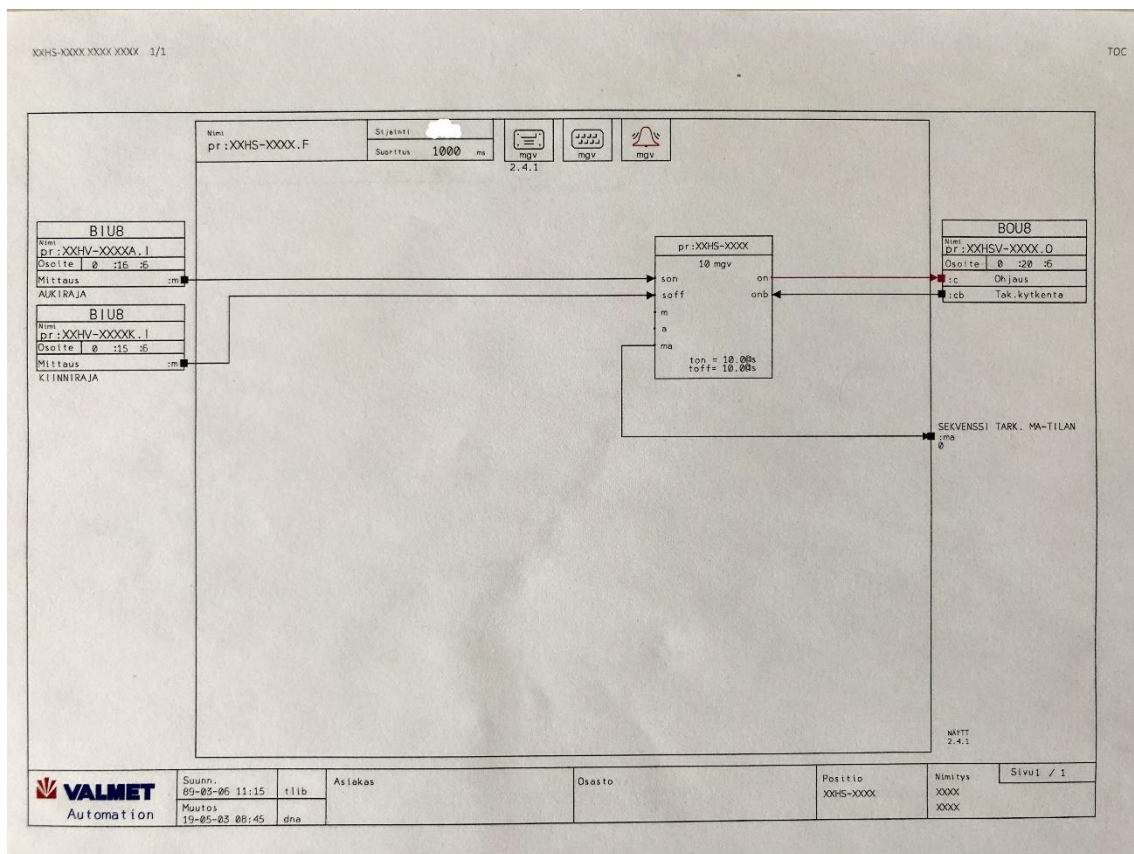 XXHS-XXXX XXXX XXXX 1/1
TOC
Nimi
pr:XXHS-XXXX.F
Sijainti
Suoritus 1000 ms
mgv
2.4.1
mgv
mgv
BIU8
Nimi
pr:XXHV-XXXXA.I
Osoite 0 :16 :6
Mittaus :m
AUKIRAJA
BIU8
Nimi
pr:XXHV-XXXXK.I
Osoite 0 :15 :6
Mittaus :m
KIINNIRAJA
pr:XXHS-XXXX
10 mgv
son on
soff onb
m
a
ma
ton = 10.00s
toff= 10.00s
BOU8
Nimi
pr:XXHSV-XXXX.O
Osoite 0 :20 :6
:c Ohjaus
:cb Tak.kytkenta
SEKVENSSI TARK. MA-TILAN
:ma
0
NÄYTT
2.4.1
VALMET
Automation
Suunn.
89-03-06 11:15 tlib
Muutos
19-05-03 08:45 dna
Asiakas
Osasto
Positio
XXHS-XXXX
Nimitys
XXXX
XXXX
Sivu1 / 1